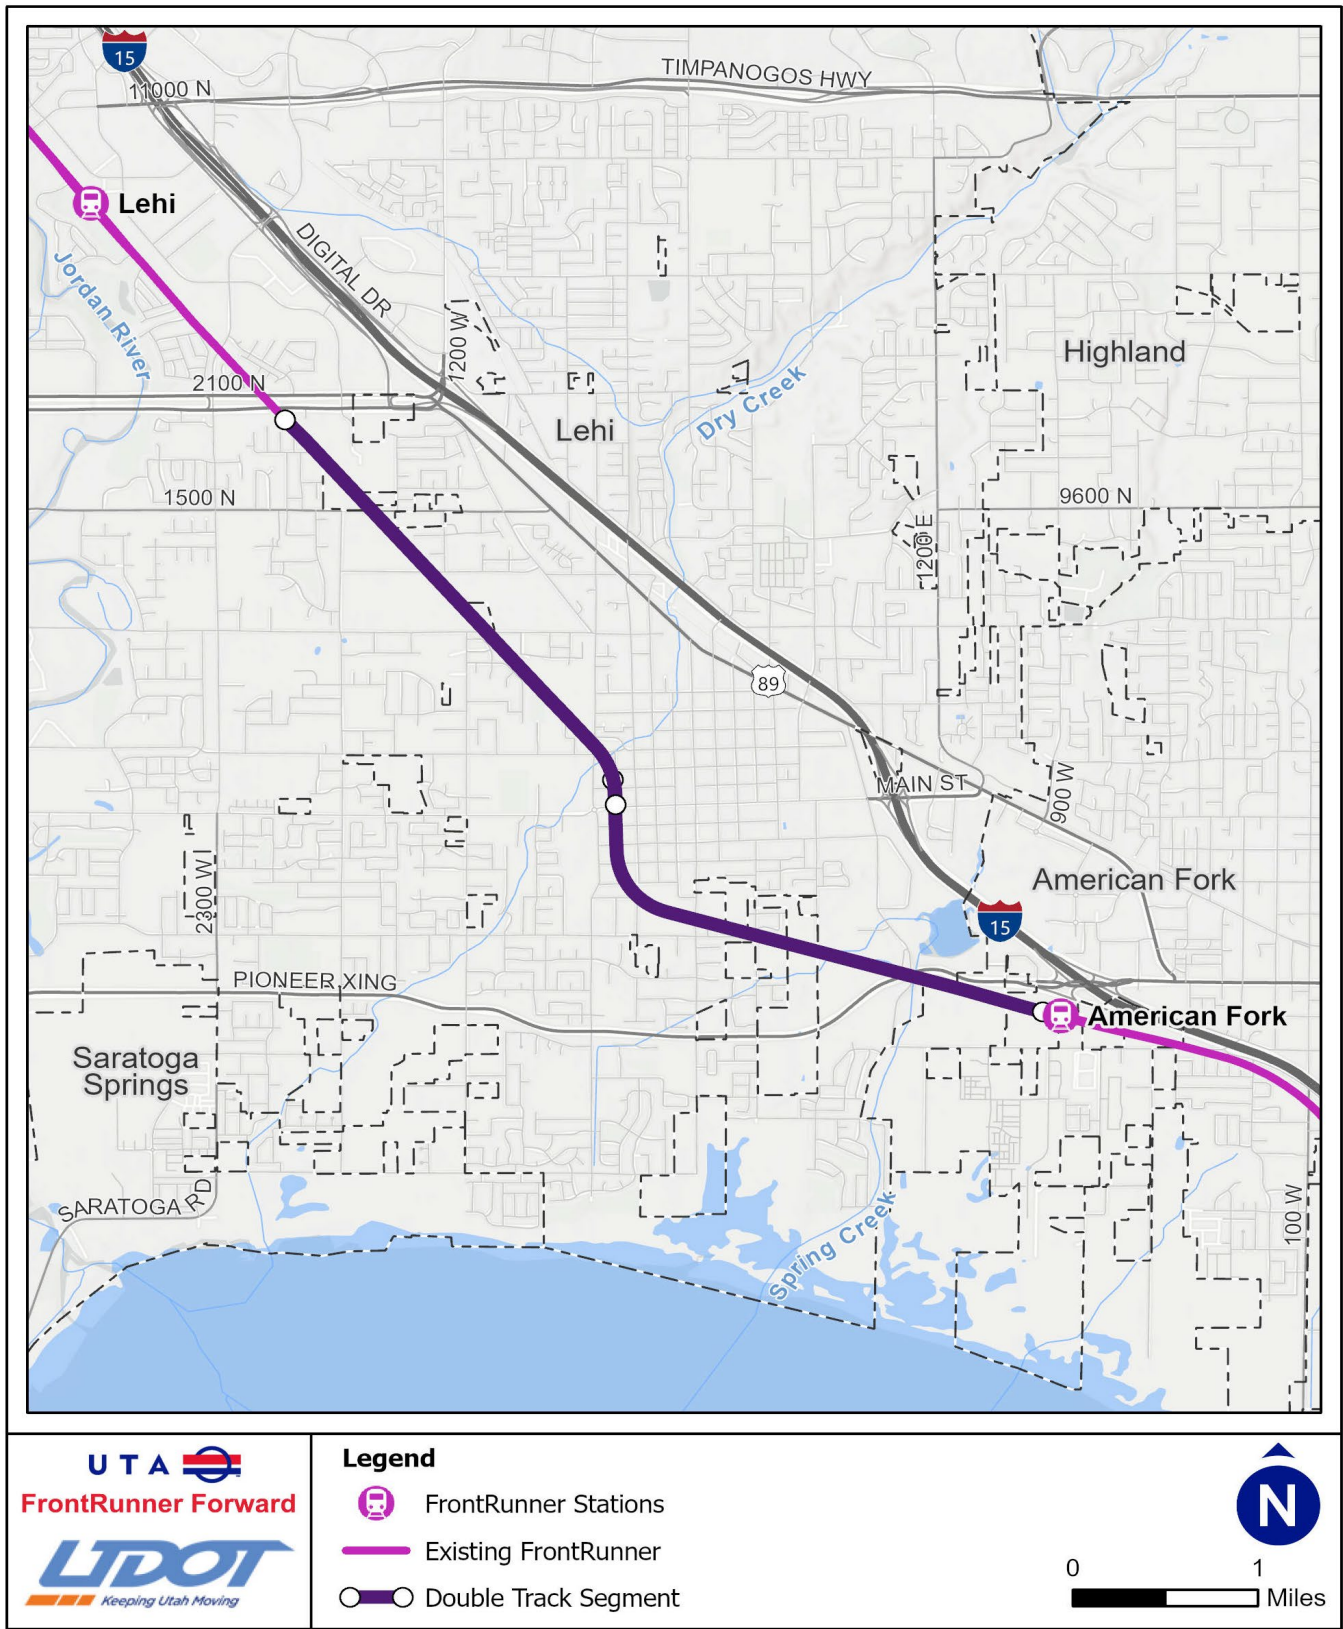 15
11000 N
TIMPANOGOS HWY
Lehi
Jordan River
DIGITAL DR
1200 W
2100 N
Highland
Dry Creek
Lehi
1500 N
9600 N
1200 E
89
MAIN ST
900 W
2300 W
American Fork
15
PIONEER XING
American Fork
Saratoga
Springs
SARATOGA RD
Spring Creek
100 W
UTA
FrontRunner Forward
UDOT
Keeping Utah Moving
Legend
FrontRunner Stations
Existing FrontRunner
Double Track Segment
N
0 1
Miles